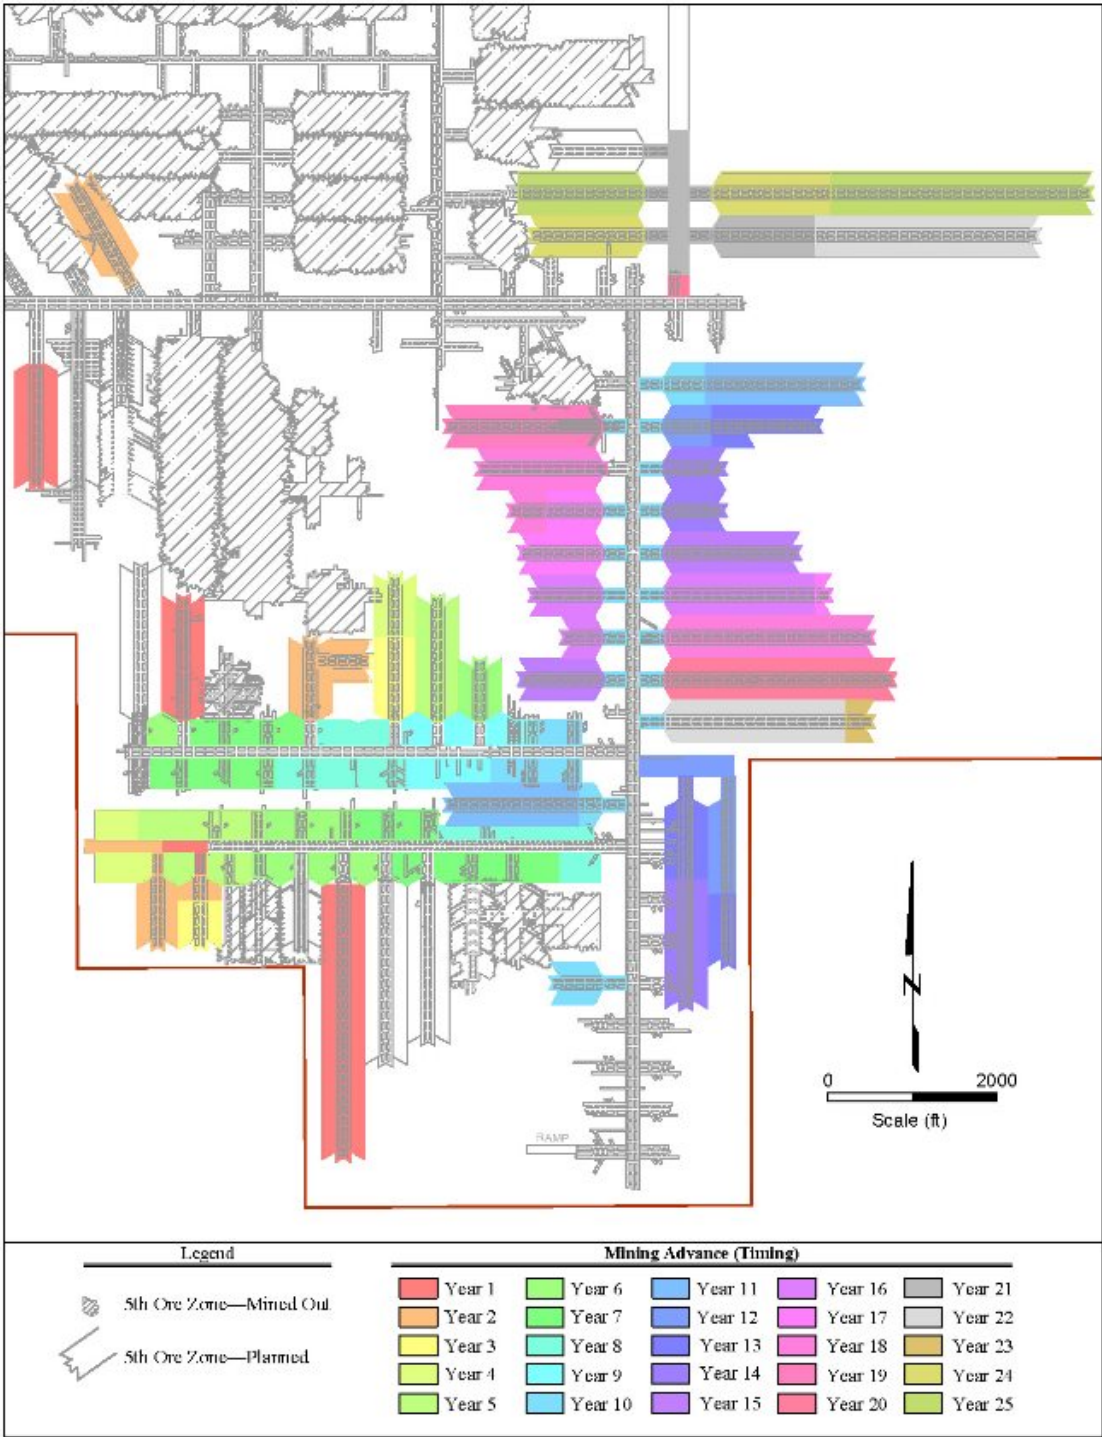 RAMP
N
0 2000
Scale (ft)
Legend
5th Ore Zone—Mined Out
5th Ore Zone—Planned
Mining Advance (Timing)
Year 1 Year 6 Year 11 Year 16 Year 21
Year 2 Year 7 Year 12 Year 17 Year 22
Year 3 Year 8 Year 13 Year 18 Year 23
Year 4 Year 9 Year 14 Year 19 Year 24
Year 5 Year 10 Year 15 Year 20 Year 25